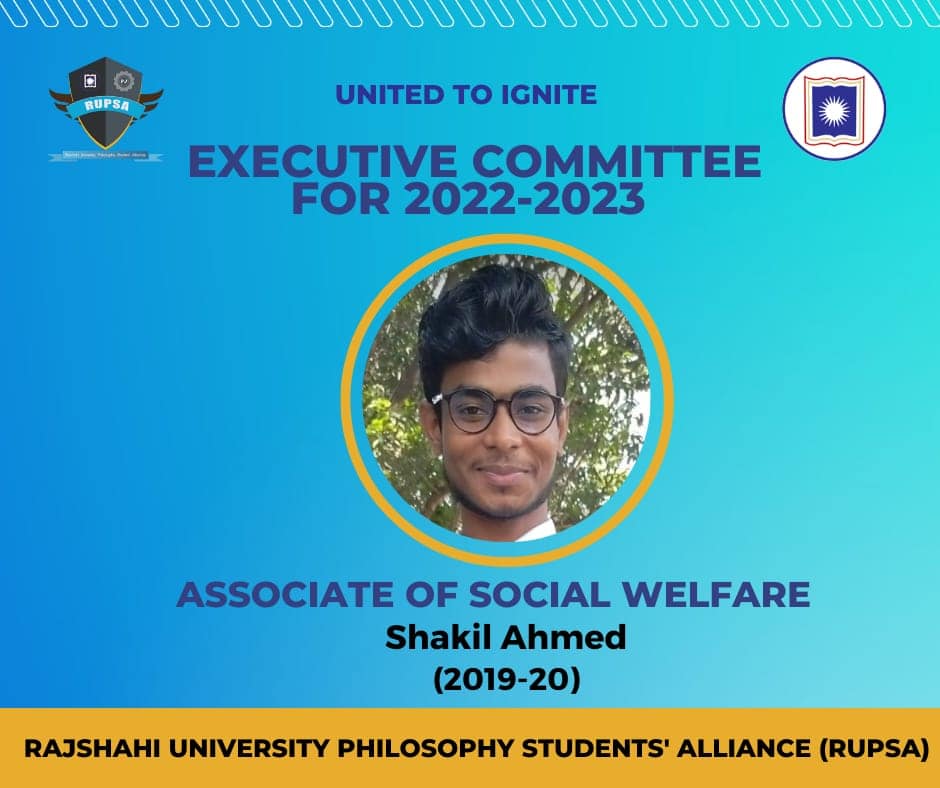 RUPSA
UNITED TO IGNITE
EXECUTIVE COMMITTEE
FOR 2022-2023
ASSOCIATE OF SOCIAL WELFARE
Shakil Ahmed
(2019-20)
RAJSHAHI UNIVERSITY PHILOSOPHY STUDENTS' ALLIANCE (RUPSA)